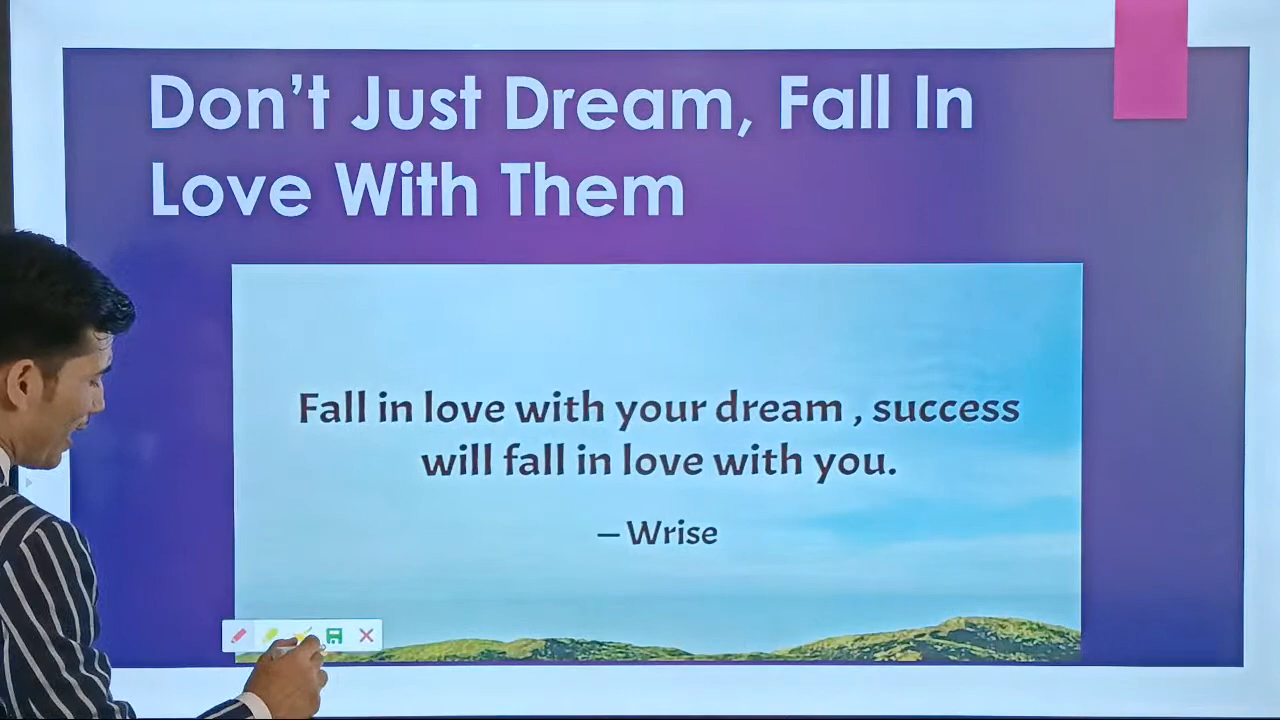 Don't Just Dream, Fall In
Love With Them
Fall in love with your dream , success
will fall in love with you.
– Wrise